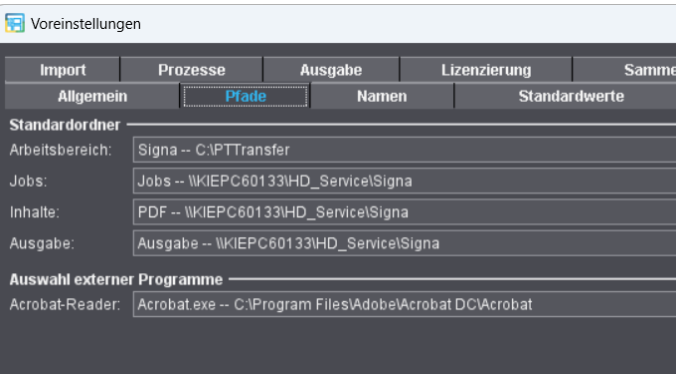 Voreinstellungen
Import Prozesse Ausgabe Lizenzierung
Allgemein Pfade Namen Standardwerte
Standardordner
Arbeitsbereich: Signa -- C:\PTTransfer
Jobs: Jobs -- \\KIEPC60133\HD_Service\Signa
Inhalte: PDF -- \\KIEPC60133\HD_Service\Signa
Ausgabe: Ausgabe -- \\KIEPC60133\HD_Service\Signa
Auswahl externer Programme
Acrobat-Reader: Acrobat.exe -- C:\Program Files\Adobe\Acrobat DC\Acrobat